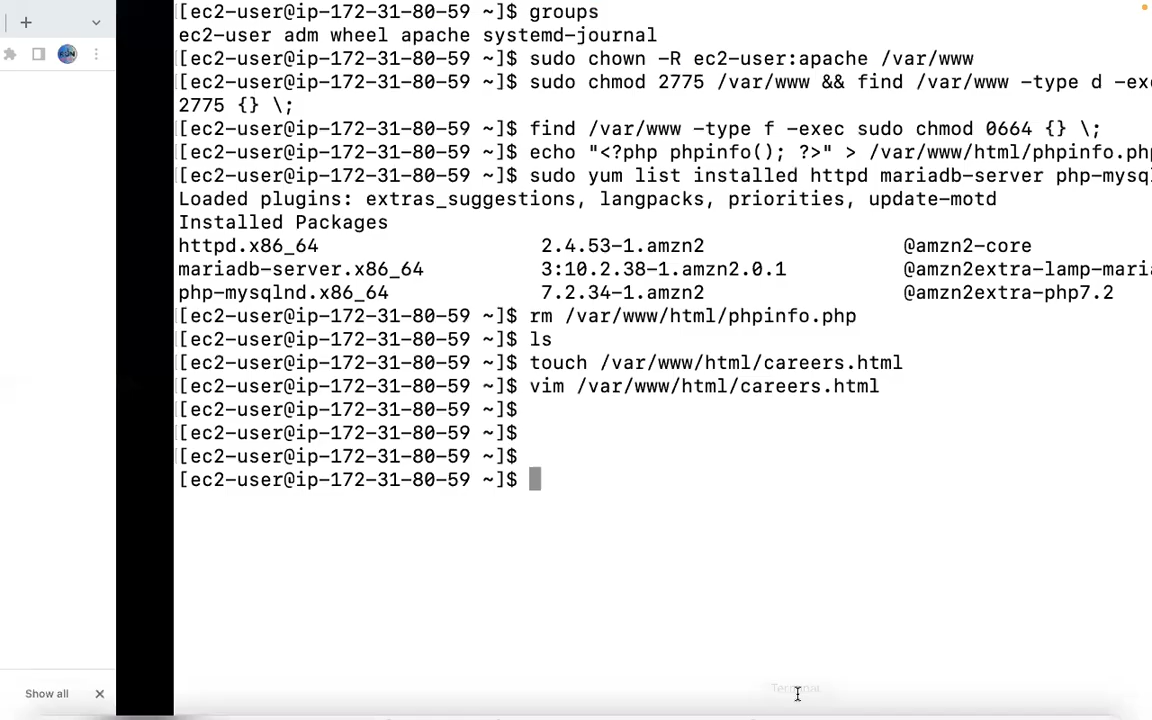 [ec2-user@ip-172-31-80-59 ~]$ groups
ec2-user adm wheel apache systemd-journal
[ec2-user@ip-172-31-80-59 ~]$ sudo chown -R ec2-user:apache /var/www
[ec2-user@ip-172-31-80-59 ~]$ sudo chmod 2775 /var/www && find /var/www -type d -exe
2775 {} \;
[ec2-user@ip-172-31-80-59 ~]$ find /var/www -type f -exec sudo chmod 0664 {} \;
[ec2-user@ip-172-31-80-59 ~]$ echo "<?php phpinfo(); ?>" > /var/www/html/phpinfo.php
[ec2-user@ip-172-31-80-59 ~]$ sudo yum list installed httpd mariadb-server php-mysql
Loaded plugins: extras_suggestions, langpacks, priorities, update-motd
Installed Packages
httpd.x86_64 2.4.53-1.amzn2 @amzn2-core
mariadb-server.x86_64 3:10.2.38-1.amzn2.0.1 @amzn2extra-lamp-maria
php-mysqlnd.x86_64 7.2.34-1.amzn2 @amzn2extra-php7.2
[ec2-user@ip-172-31-80-59 ~]$ rm /var/www/html/phpinfo.php
[ec2-user@ip-172-31-80-59 ~]$ ls
[ec2-user@ip-172-31-80-59 ~]$ touch /var/www/html/careers.html
[ec2-user@ip-172-31-80-59 ~]$ vim /var/www/html/careers.html
[ec2-user@ip-172-31-80-59 ~]$
[ec2-user@ip-172-31-80-59 ~]$
[ec2-user@ip-172-31-80-59 ~]$
[ec2-user@ip-172-31-80-59 ~]$
Terminal
Show all